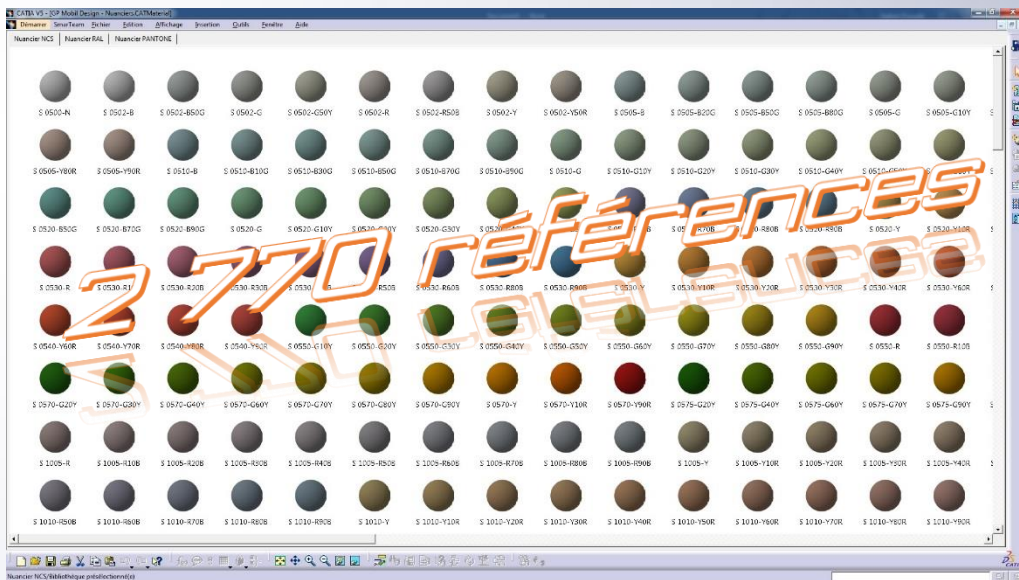 CATIA V5 - [GP Mobil Design - Nuanciers.CATMaterial]
Démarrer SmarTeam Fichier Edition Affichage Insertion Outils Fenêtre Aide
Nuancier NCS Nuancier RAL Nuancier PANTONE
S 0500-N S 0502-B S 0502-B50G S 0502-G S 0502-G50Y S 0502-R S 0502-R50B S 0502-Y S 0502-Y50R S 0505-B S 0505-B20G S 0505-B50G S 0505-B80G S 0505-G S 0505-G10Y
S 0505-Y80R S 0505-Y90R S 0510-B S 0510-B10G S 0510-B30G S 0510-B50G S 0510-B70G S 0510-B90G S 0510-G S 0510-G10Y S 0510-G20Y S 0510-G30Y S 0510-G40Y
S 0520-B50G S 0520-B70G S 0520-B90G S 0520-G S 0520-G10Y S 0520-G30Y S 0520-R80B S 0520-R90B S 0520-Y S 0520-Y10R
2 770 références
S 0530-R S 0530-R20B S 0530-R30B S 0530-R60B S 0530-R80B S 0530-R90B S 0530-Y S 0530-Y10R S 0530-Y20R S 0530-Y30R S 0530-Y40R S 0530-Y60R
S 0540-Y60R S 0540-Y70R S 0540-Y80R S 0540-Y90R S 0550-G10Y S 0550-G20Y S 0550-G30Y S 0550-G40Y S 0550-G50Y S 0550-G60Y S 0550-G70Y S 0550-G80Y S 0550-G90Y S 0550-R S 0550-R10B
S 0570-G20Y S 0570-G30Y S 0570-G40Y S 0570-G60Y S 0570-G70Y S 0570-G80Y S 0570-G90Y S 0570-Y S 0570-Y10R S 0570-Y90R S 0575-G20Y S 0575-G40Y S 0575-G60Y S 0575-G70Y S 0575-G90Y
S 1005-R S 1005-R10B S 1005-R20B S 1005-R30B S 1005-R40B S 1005-R50B S 1005-R60B S 1005-R70B S 1005-R80B S 1005-R90B S 1005-Y S 1005-Y10R S 1005-Y20R S 1005-Y30R S 1005-Y40R
S 1010-R50B S 1010-R60B S 1010-R70B S 1010-R80B S 1010-R90B S 1010-Y S 1010-Y10R S 1010-Y20R S 1010-Y30R S 1010-Y40R S 1010-Y50R S 1010-Y60R S 1010-Y70R S 1010-Y80R S 1010-Y90R
Nuancier NCS/Bibliothèque présélectionné(e)